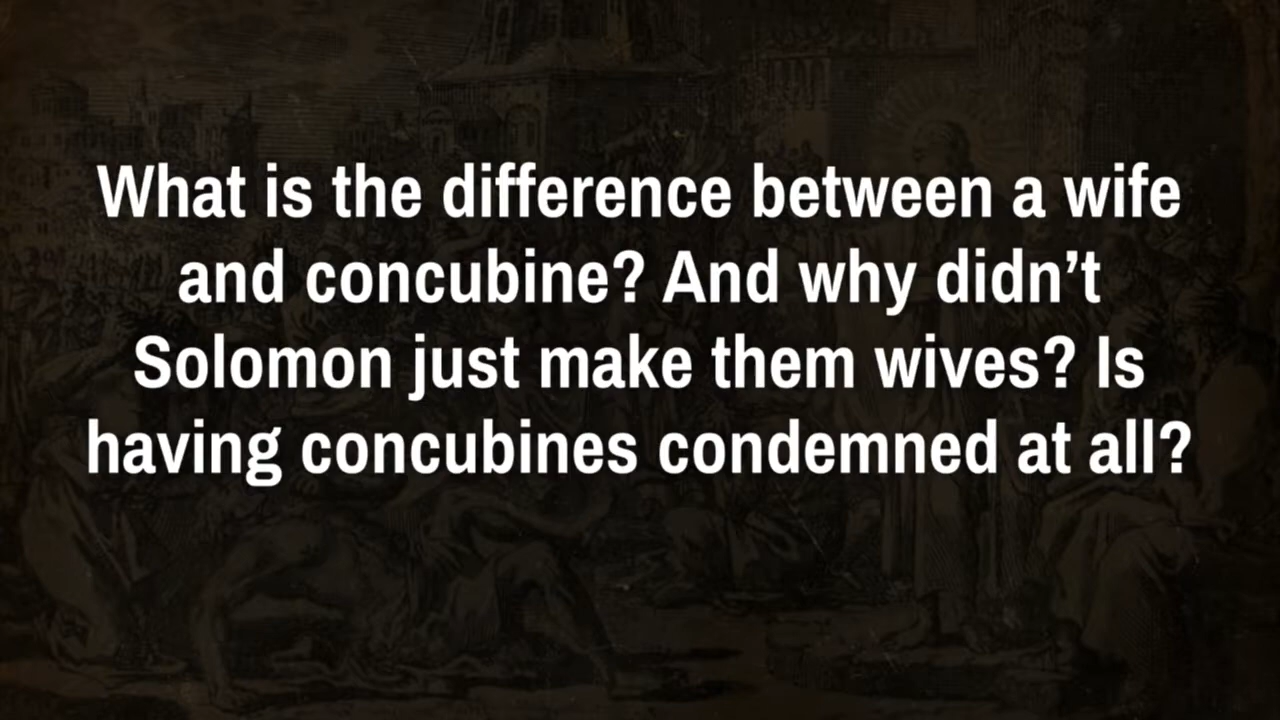 What is the difference between a wife
and concubine? And why didn’t
Solomon just make them wives? Is
having concubines condemned at all?